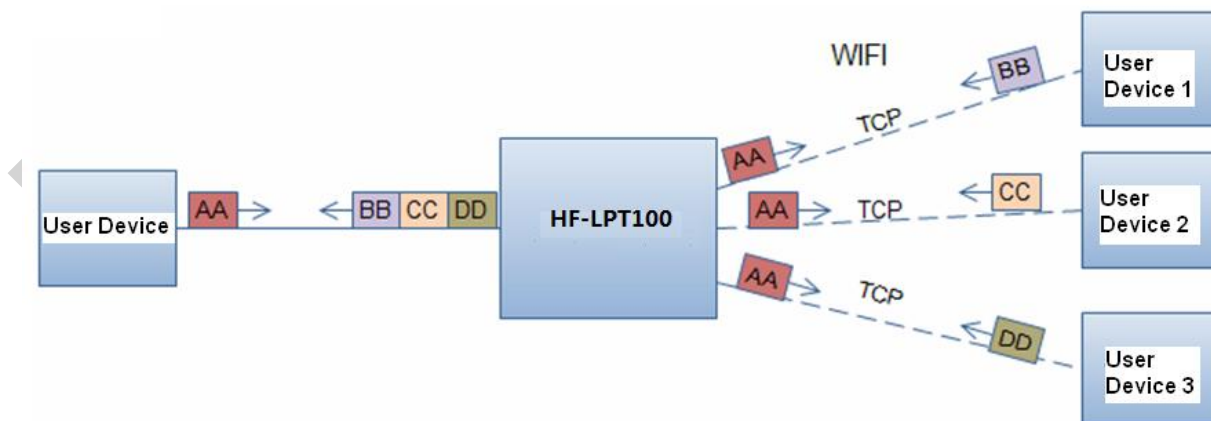 WIFI
User
Device 1
BB
TCP
AA
User Device
AA
BB CC DD
HF-LPT100
AA
TCP
CC
User
Device 2
AA
TCP
DD
User
Device 3